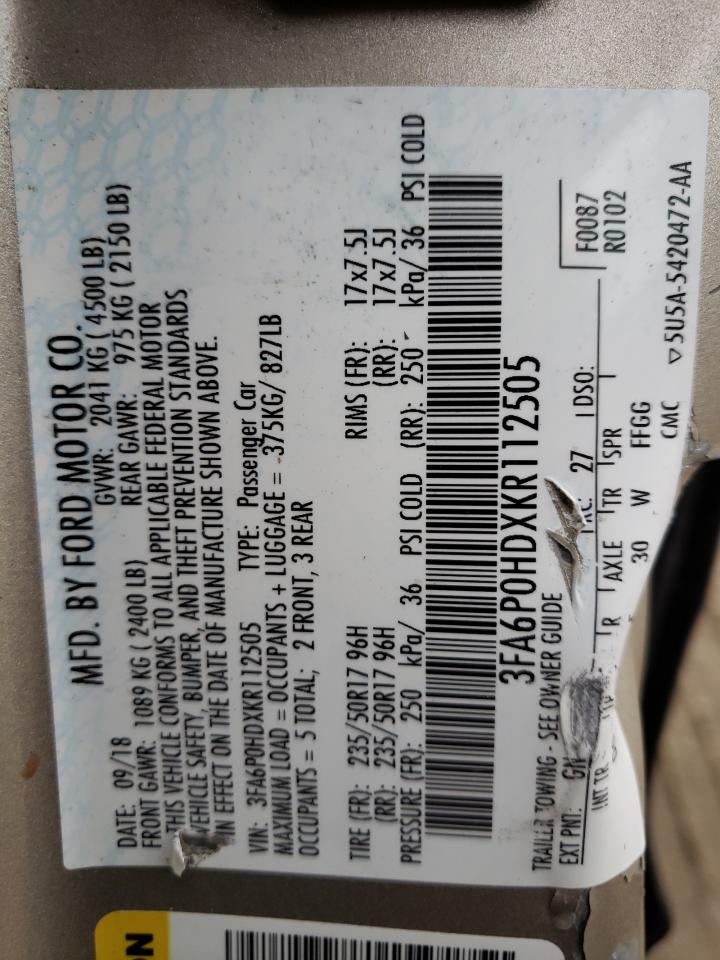 MFD. BY FORD MOTOR CO.
DATE: 09/18 GVWR: 2041 KG ( 4500 LB)
FRONT GAWR: 1089 KG ( 2400 LB) REAR GAWR: 975 KG ( 2150 LB)
THIS VEHICLE CONFORMS TO ALL APPLICABLE FEDERAL MOTOR
VEHICLE SAFETY, BUMPER, AND THEFT PREVENTION STANDARDS
IN EFFECT ON THE DATE OF MANUFACTURE SHOWN ABOVE.
VIN: 3FA6P0HDXKR112505 TYPE: Passenger Car
MAXIMUM LOAD = OCCUPANTS + LUGGAGE = 375KG/ 827LB
OCCUPANTS = 5 TOTAL; 2 FRONT, 3 REAR
TIRE (FR): 235/50R17 96H RIMS (FR): 17x7.5J
(RR): 235/50R17 96H (RR): 17x7.5J
PRESSURE (FR): 250 kPa/ 36 PSI COLD (RR): 250 kPa/ 36 PSI COLD
3FA6P0HDXKR112505
TRAILER TOWING - SEE OWNER GUIDE
EXT PNT: GN RC: 27 DSO: F0087
R0102
INT TR R AXLE TR SPR
30 W FFGG
CMC ▽5U5A-5420472-AA
ON